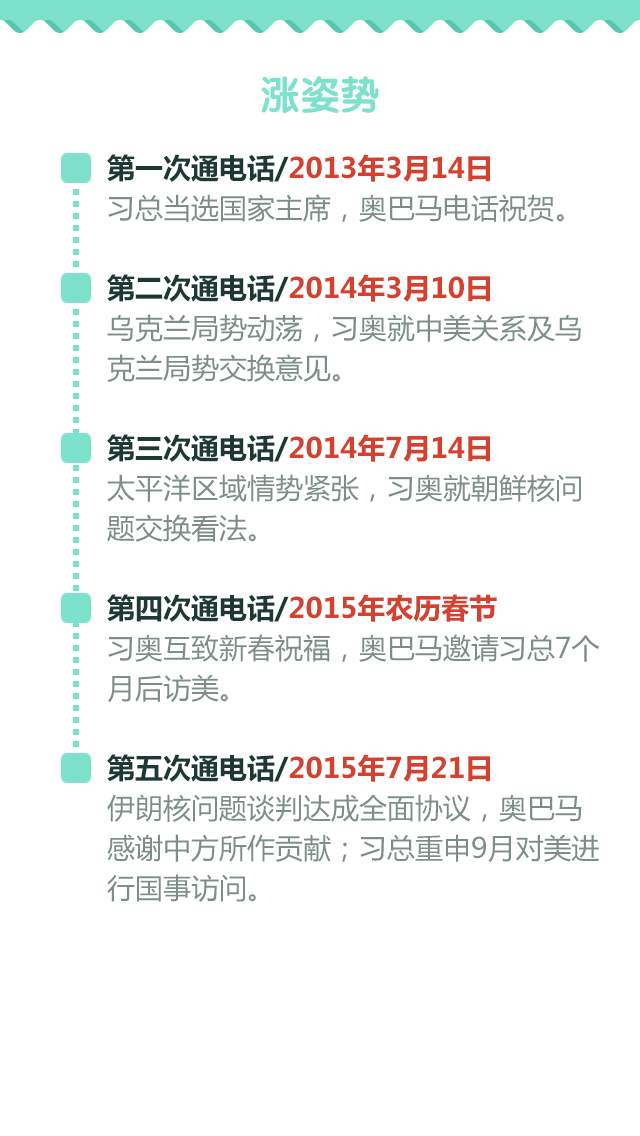 涨姿势
第一次通电话/2013年3月14日
习总当选国家主席，奥巴马电话祝贺。
第二次通电话/2014年3月10日
乌克兰局势动荡，习奥就中美关系及乌
克兰局势交换意见。
第三次通电话/2014年7月14日
太平洋区域情势紧张，习奥就朝鲜核问
题交换看法。
第四次通电话/2015年农历春节
习奥互致新春祝福，奥巴马邀请习总7个
月后访美。
第五次通电话/2015年7月21日
伊朗核问题谈判达成全面协议，奥巴马
感谢中方所作贡献；习总重申9月对美进
行国事访问。